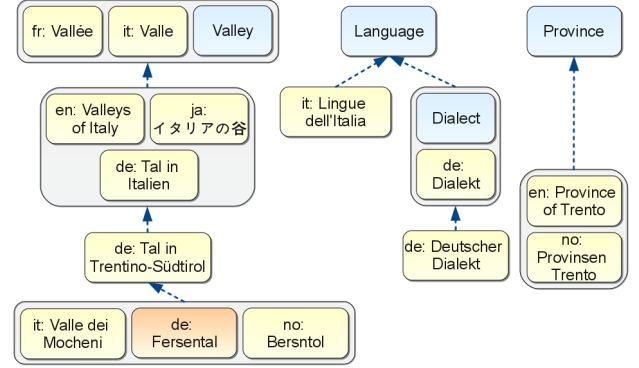 fr: Vallée
it: Valle
Valley
Language
Province
en: Valleys
of Italy
ja:
イタリアの谷
it: Lingue
dell'Italia
Dialect
de: Tal in
Italien
de:
Dialekt
en: Province
of Trento
de: Tal in
Trentino-Südtirol
de: Deutscher
Dialekt
no:
Provinsen
Trento
it: Valle dei
Mocheni
de:
Fersental
no:
Bersntol